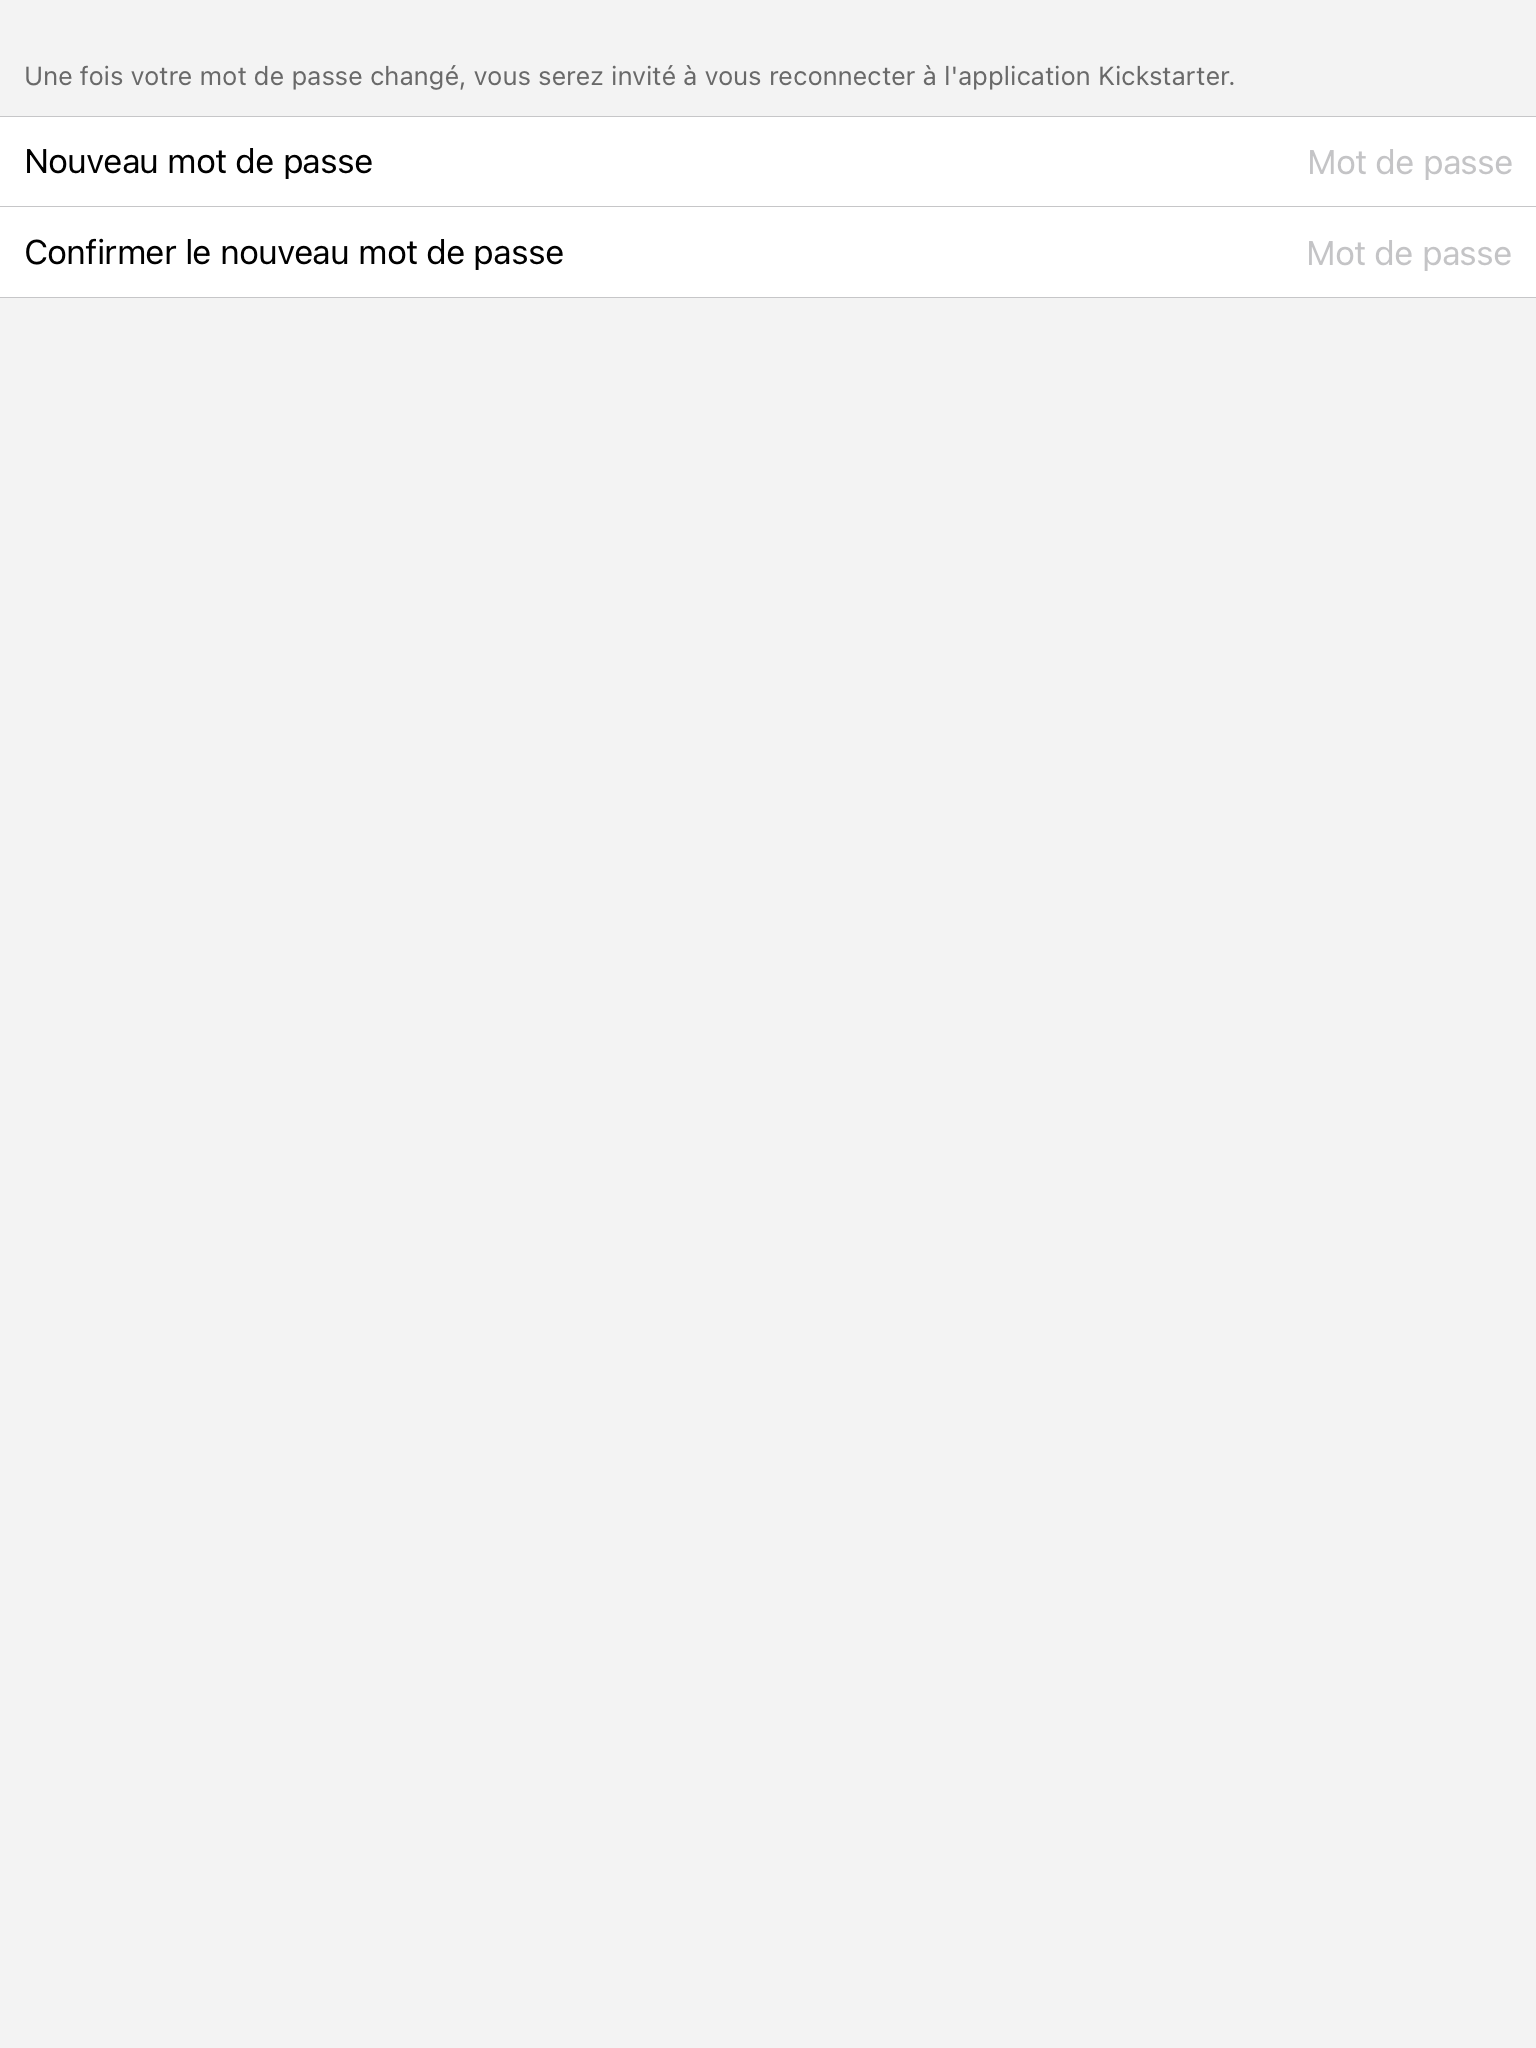 Une fois votre mot de passe changé, vous serez invité à vous reconnecter à l'application Kickstarter.
Nouveau mot de passe Mot de passe
Confirmer le nouveau mot de passe Mot de passe